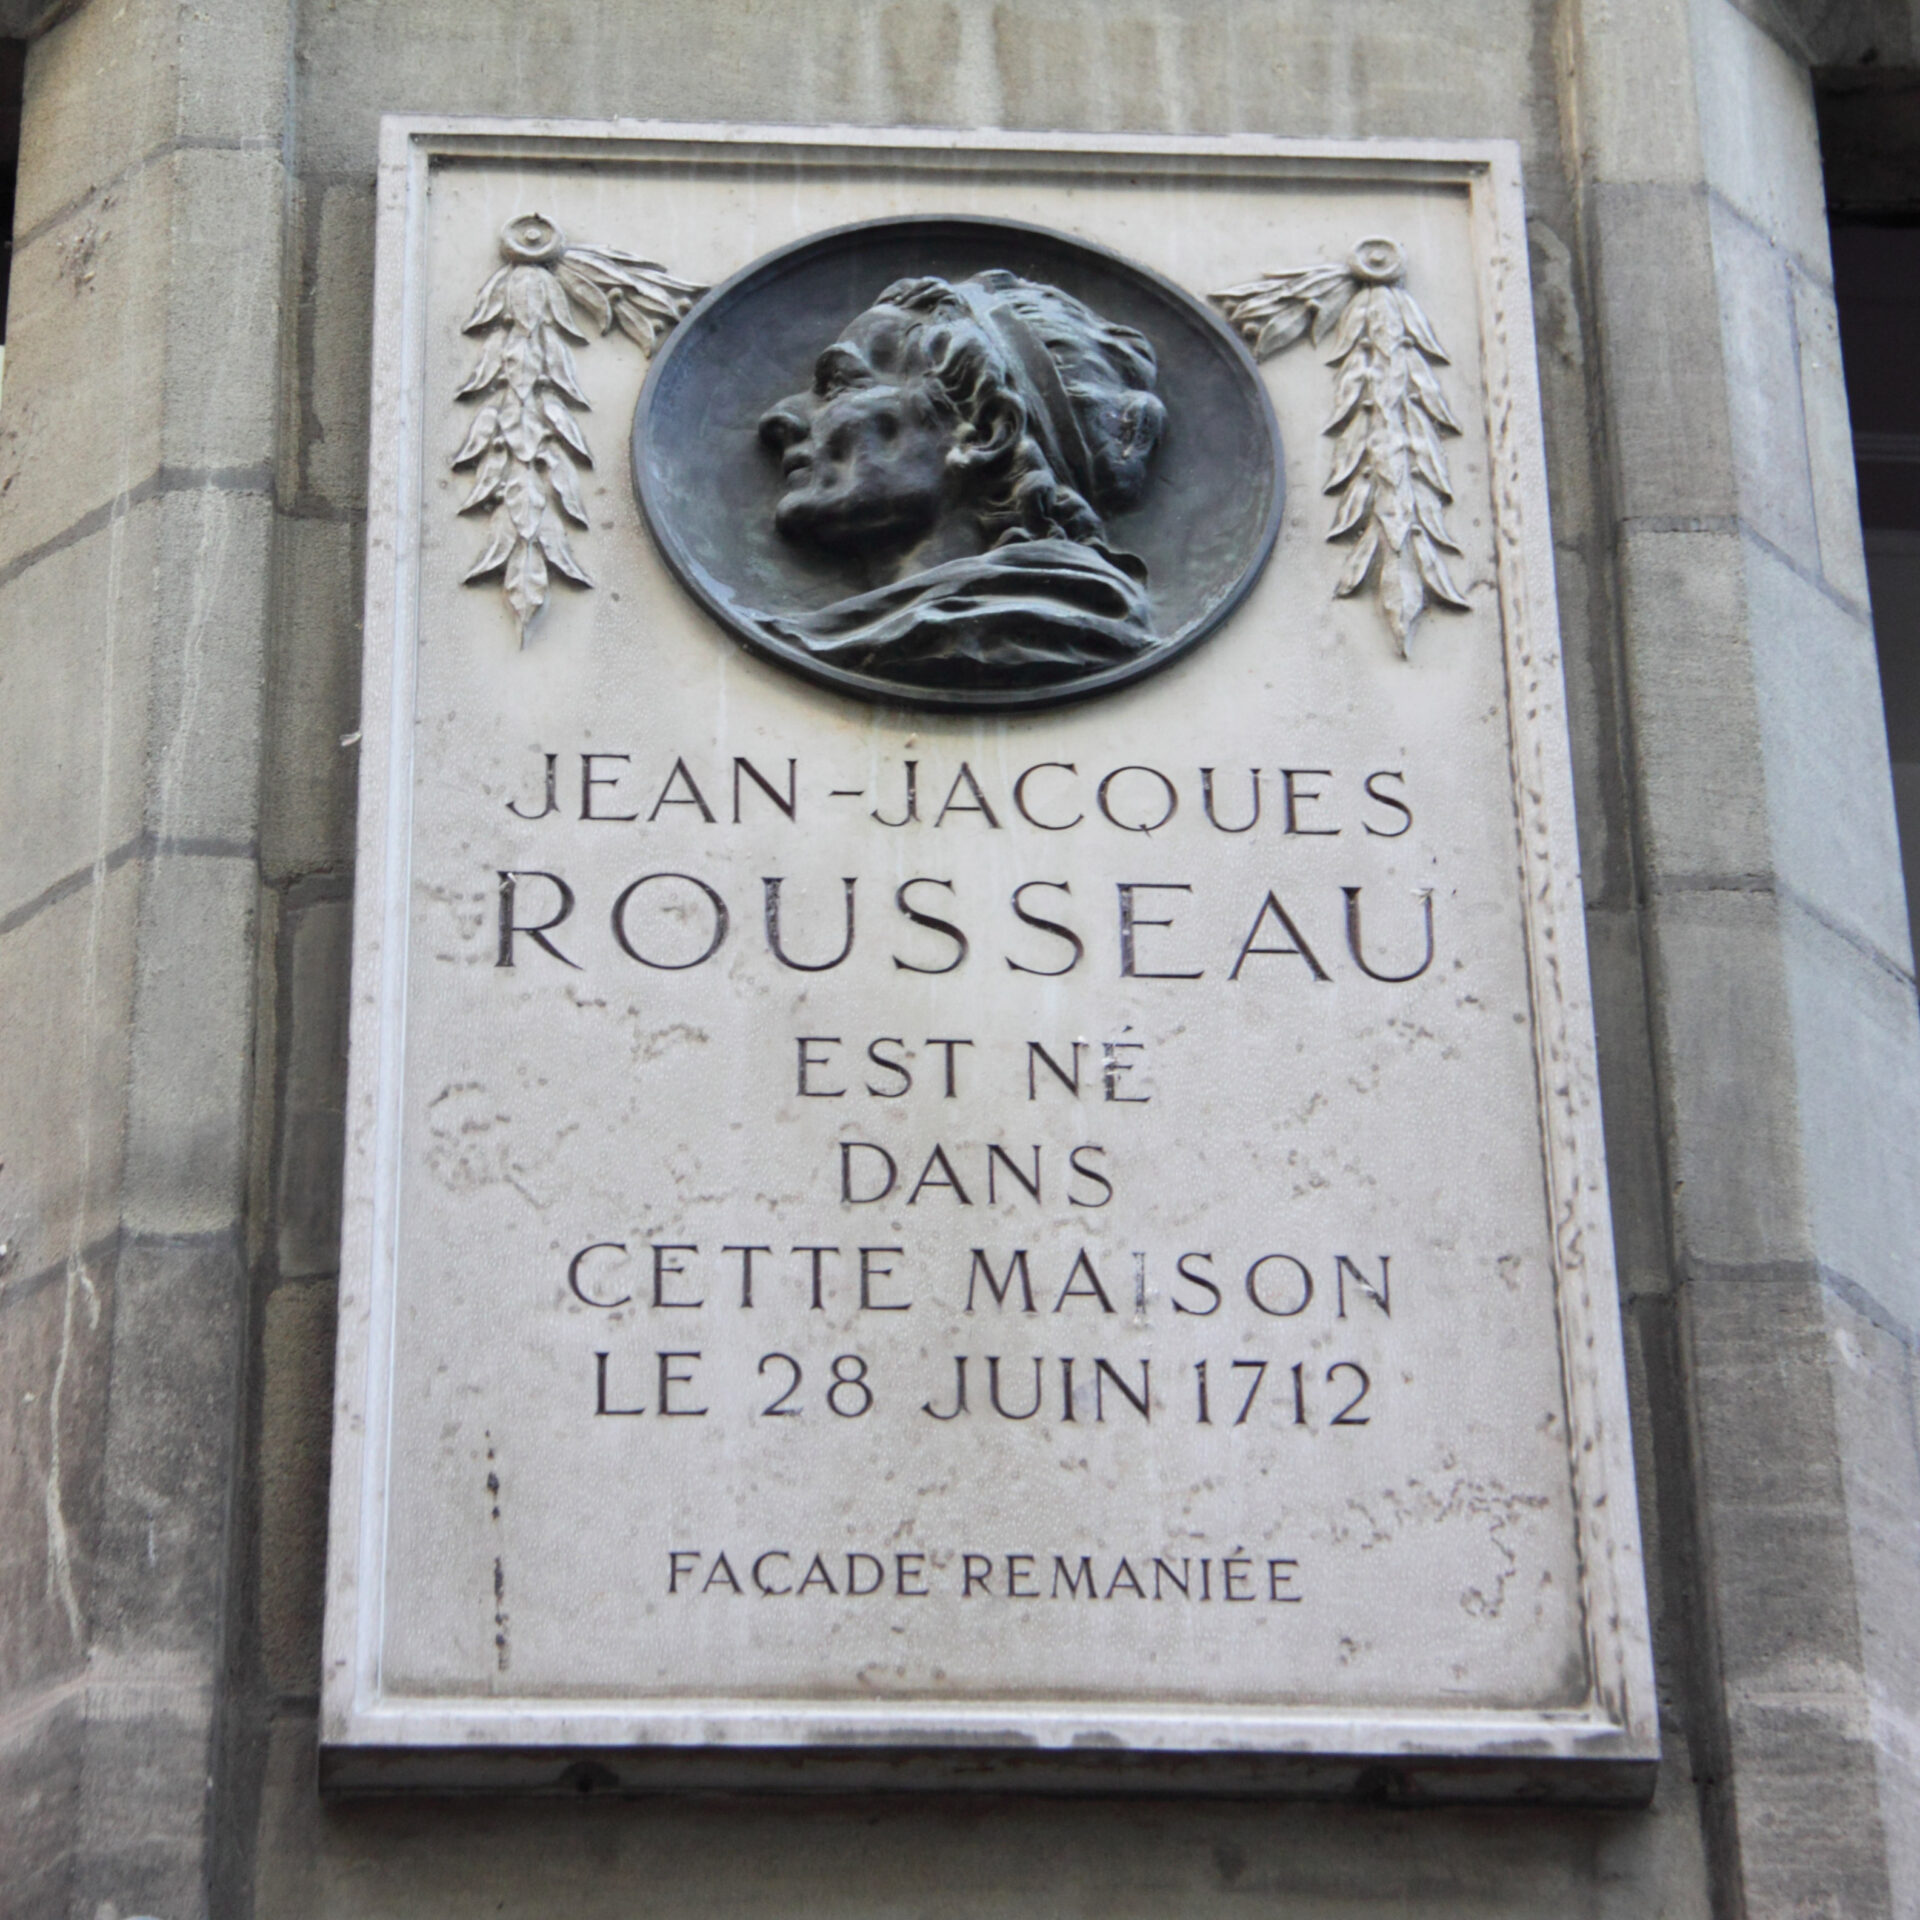 JEAN-JACQUES
ROUSSEAU
EST NÉ
DANS
CETTE MAISON
LE 28 JUIN 1712
FAÇADE REMANIÉE